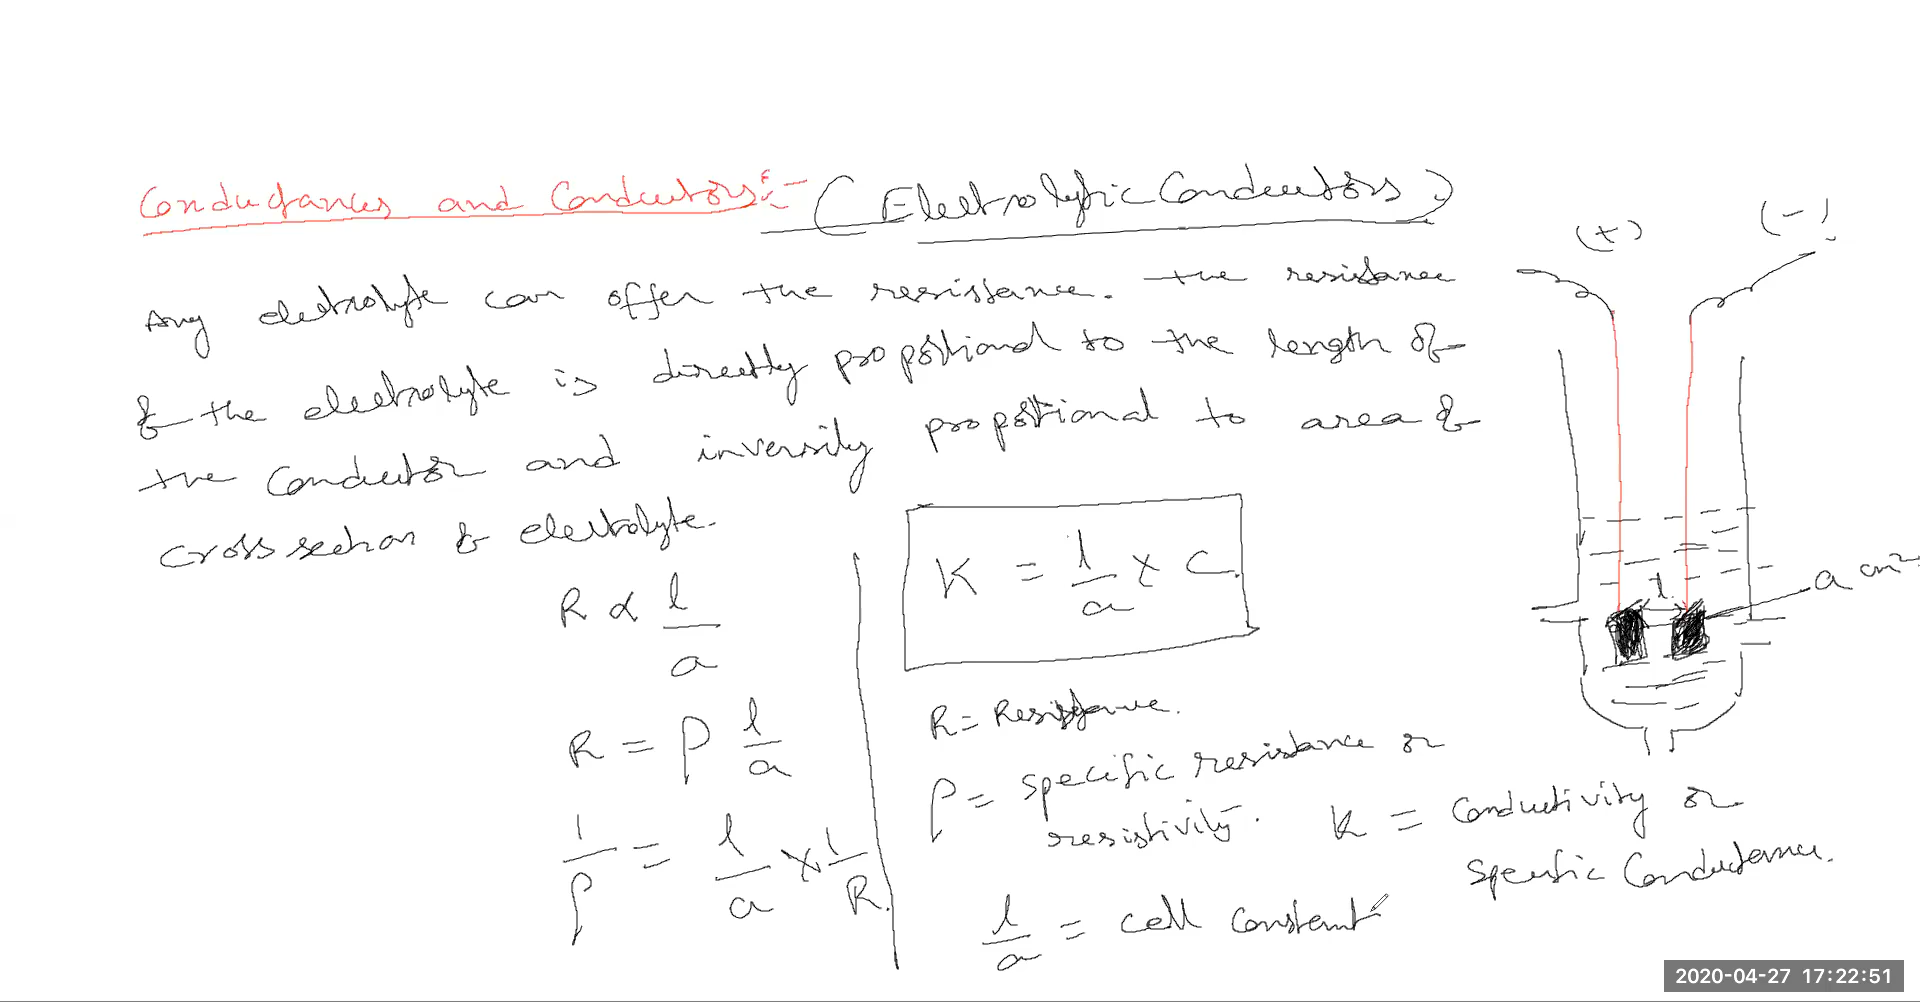 Conductances and Conductors:- (Electrolytic Conductors)
Any electrolyte can offer the resistance. the resistance
of the electrolyte is directly proportional to the length of
the conductor and inversily proportional to area of
cross section of electrolyte.
R ∝ l/a
R = ρ l/a
1/ρ = l/a × 1/R.
K = l/a × C.
R = Resistance.
ρ = specific resistance or
resistivity.
K = Conductivity or
specific Conductance.
l/a = cell constant
(+)
(-)
l
a cm²
2020-04-27 17:22:51